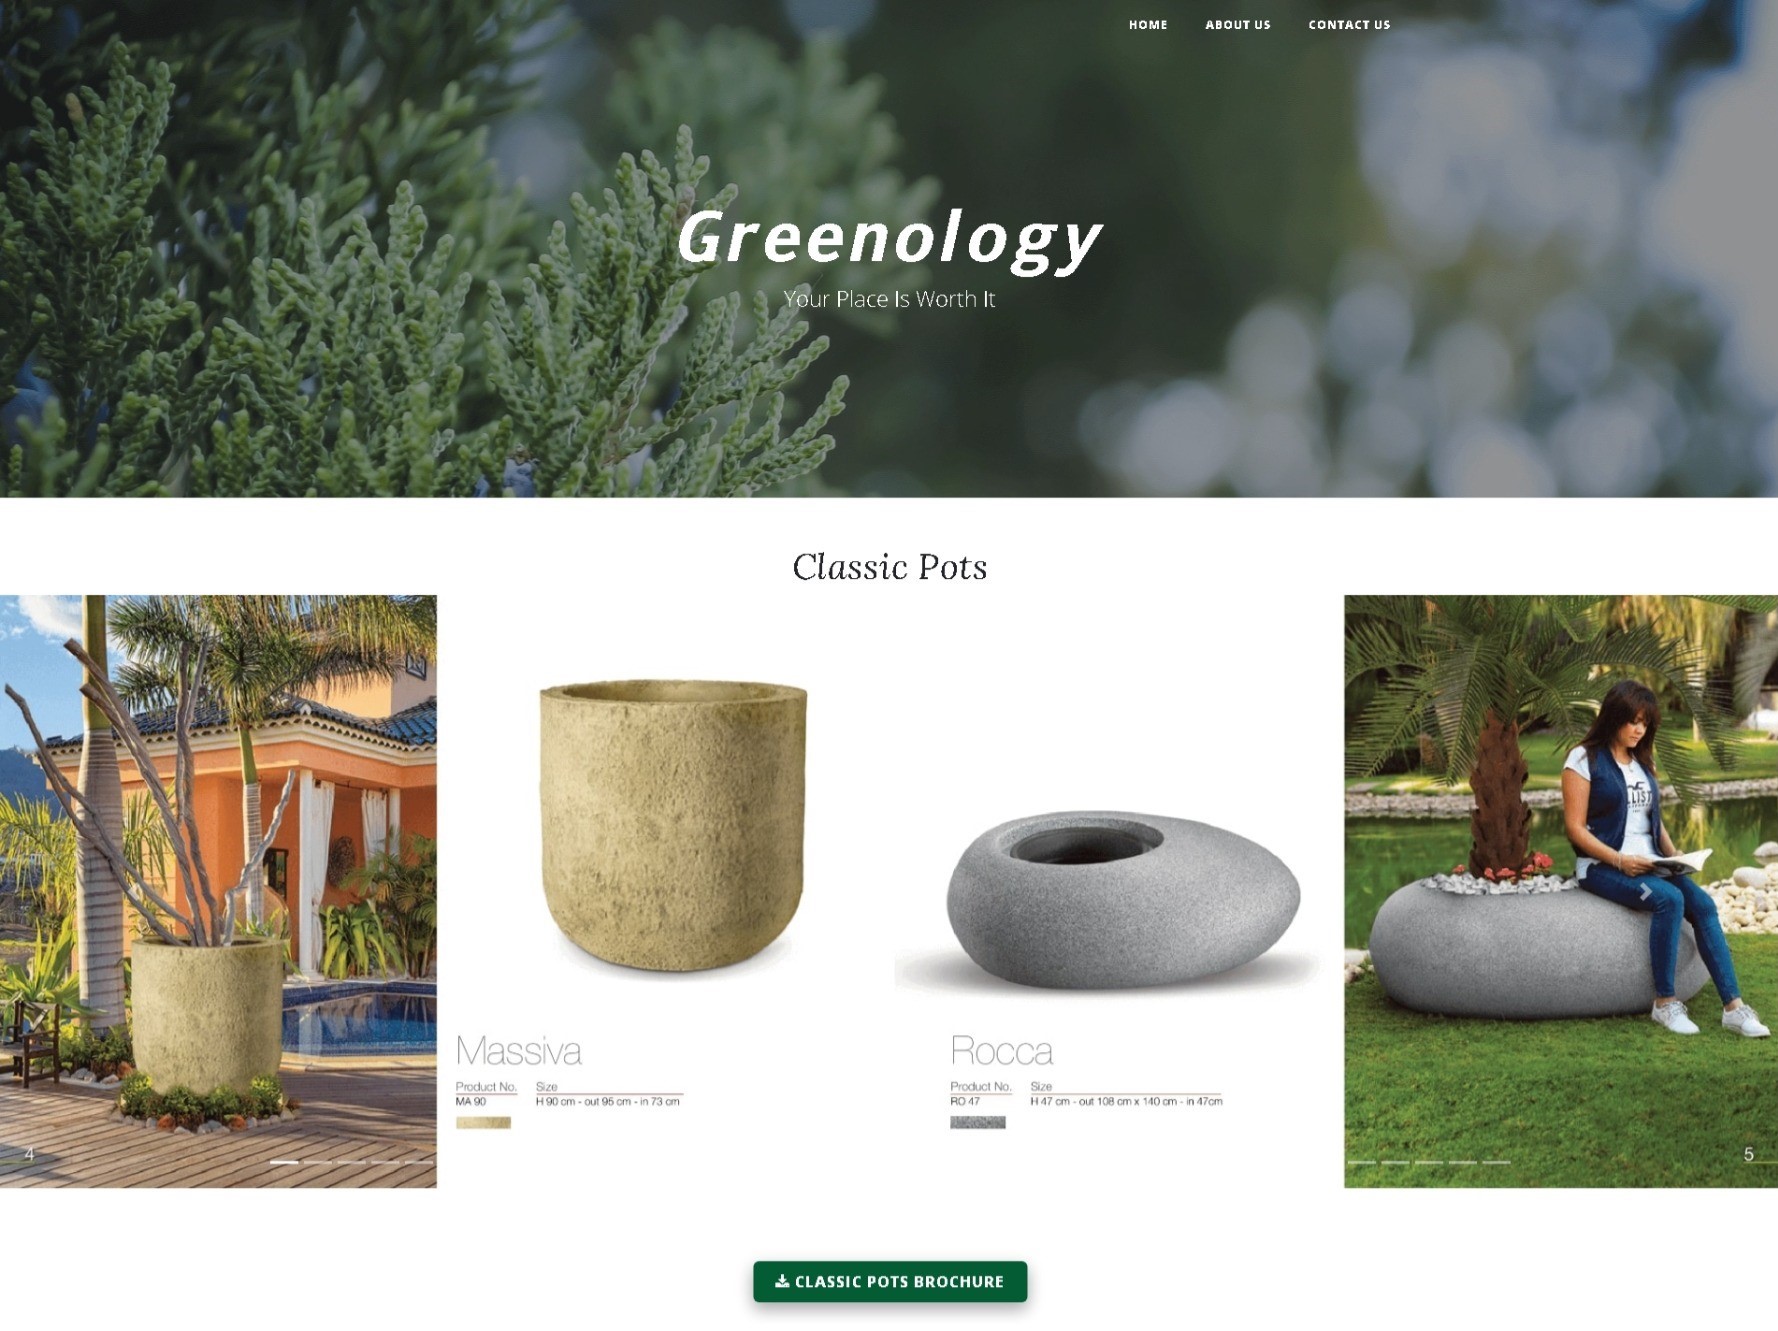 HOME ABOUT US CONTACT US
Greenology
Your Place Is Worth It
Classic Pots
Massiva
Product No. Size
MA 90 H 90 cm - out 95 cm - in 73 cm
Rocca
Product No. Size
RO 47 H 47 cm - out 108 cm x 140 cm - in 47cm
4
5
CLASSIC POTS BROCHURE